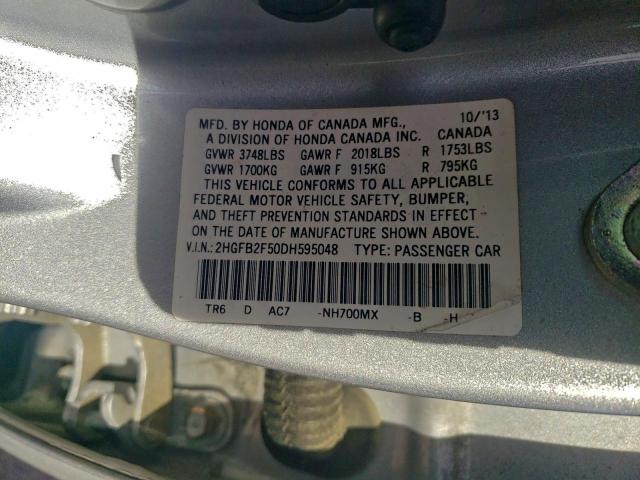 MFD. BY HONDA OF CANADA MFG., 10/'13
A DIVISION OF HONDA CANADA INC. CANADA
GVWR 3748LBS GAWR F 2018LBS R 1753LBS
GVWR 1700KG GAWR F 915KG R 795KG
THIS VEHICLE CONFORMS TO ALL APPLICABLE
FEDERAL MOTOR VEHICLE SAFETY, BUMPER,
AND THEFT PREVENTION STANDARDS IN EFFECT
ON THE DATE OF MANUFACTURE SHOWN ABOVE.
V.I.N.: 2HGFB2F50DH595048 TYPE: PASSENGER CAR
TR6 D AC7 -NH700MX -B -H